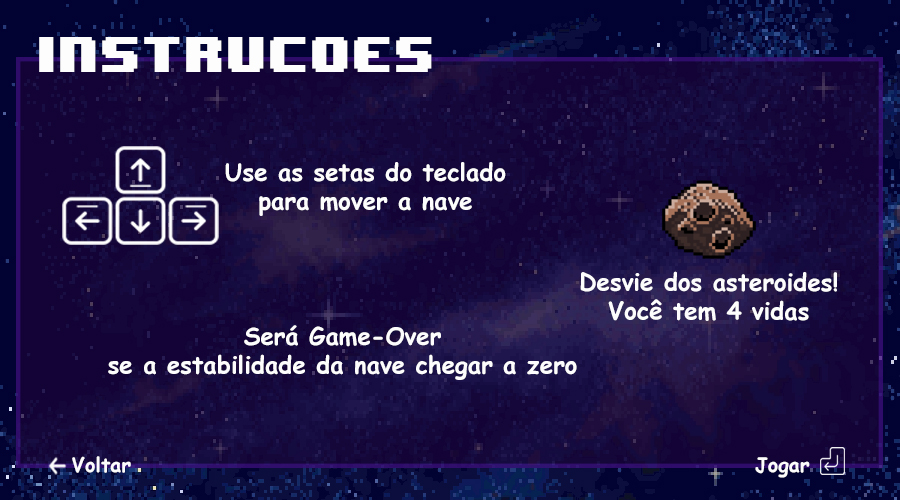 INSTRUCOES
Use as setas do teclado
para mover a nave
Desvie dos asteroides!
Você tem 4 vidas
Será Game-Over
se a estabilidade da nave chegar a zero
Voltar
Jogar